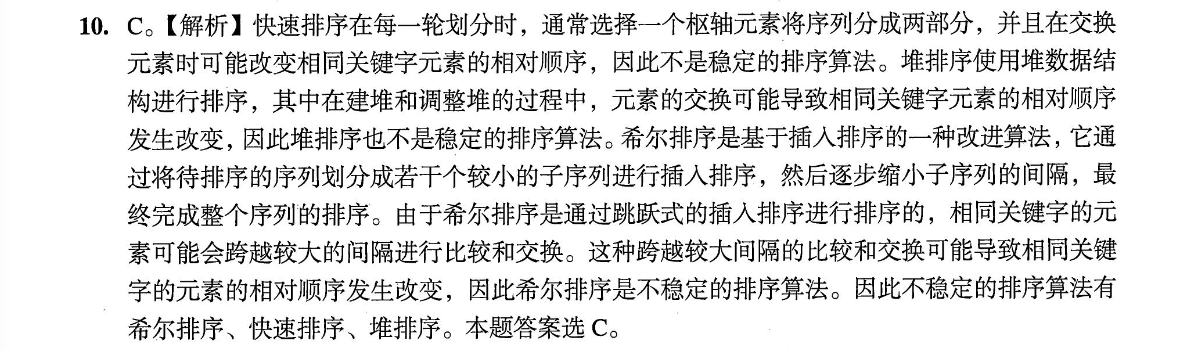 10. C。【解析】快速排序在每一轮划分时，通常选择一个枢轴元素将序列分成两部分，并且在交换
元素时可能改变相同关键字元素的相对顺序，因此不是稳定的排序算法。堆排序使用堆数据结
构进行排序，其中在建堆和调整堆的过程中，元素的交换可能导致相同关键字元素的相对顺序
发生改变，因此堆排序也不是稳定的排序算法。希尔排序是基于插入排序的一种改进算法，它通
过将待排序的序列划分成若干个较小的子序列进行插入排序，然后逐步缩小子序列的间隔，最
终完成整个序列的排序。由于希尔排序是通过跳跃式的插入排序进行排序的，相同关键字的元
素可能会跨越较大的间隔进行比较和交换。这种跨越较大间隔的比较和交换可能导致相同关键
字的元素的相对顺序发生改变，因此希尔排序是不稳定的排序算法。因此不稳定的排序算法有
希尔排序、快速排序、堆排序。本题答案选 C。